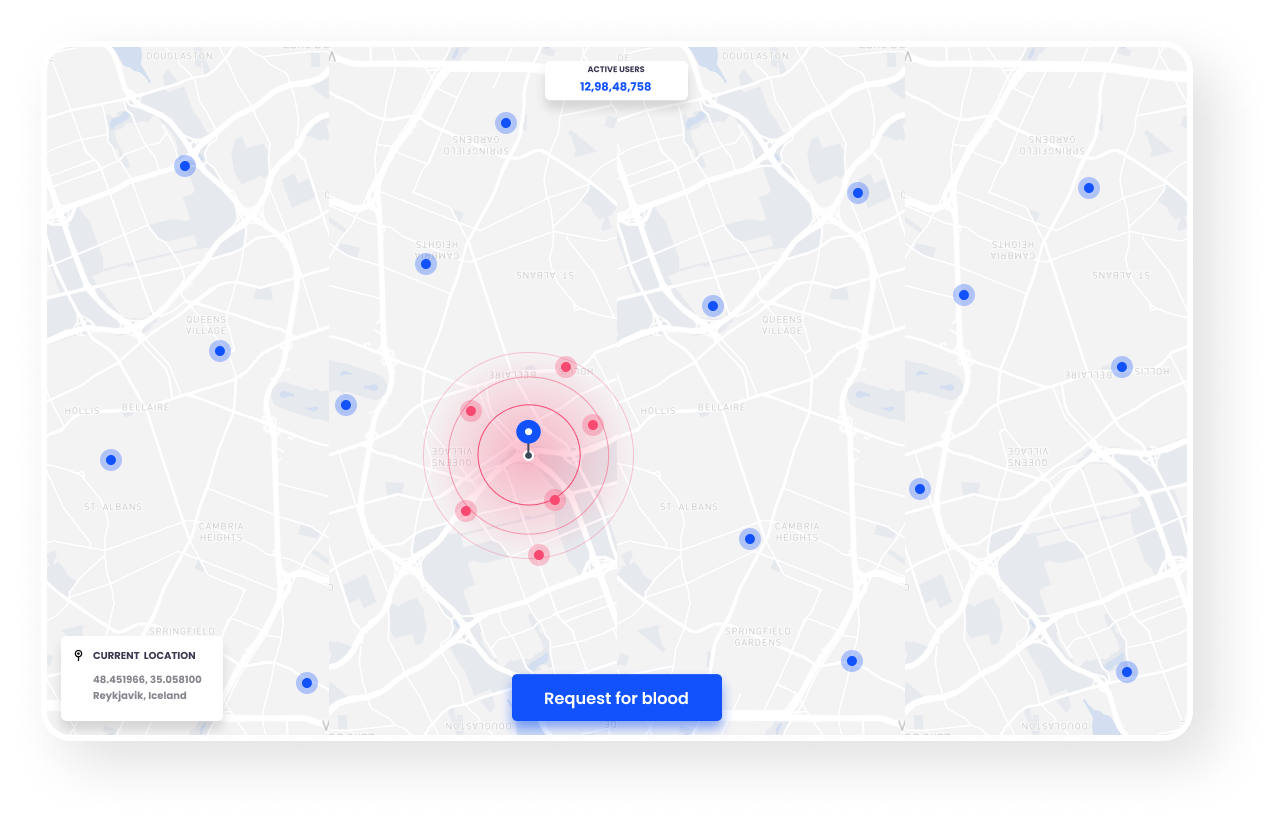 DOUGLASTON
DE
DOUGLASTON
ACTIVE USERS
12,98,48,758
SPRINGFIELD
GARDENS
SPRINGFIELD
GARDENS
CAMBRIA
HEIGHTS
CAMBRIA
HEIGHTS
ST. ALBANS
ST. ALBANS
QUEENS
VILLAGE
QUEENS
VILLAGE
BELLAIRE
HOL
BELLAIRE
HOLLIS
HOLLIS
BELLAIRE
HOLLIS
BELLAIRE
QUEENS
VILLAGE
QUEENS
VILLAGE
ST. ALBANS
ST. ALBANS
CAMBRIA
HEIGHTS
CAMBRIA
HEIGHTS
SPRINGFIELD
SPRINGFIELD
GARDENS
CURRENT LOCATION
48.451966, 35.058100
Reykjavik, Iceland
Request for blood
DOUGLASTON
DOUGLASTON